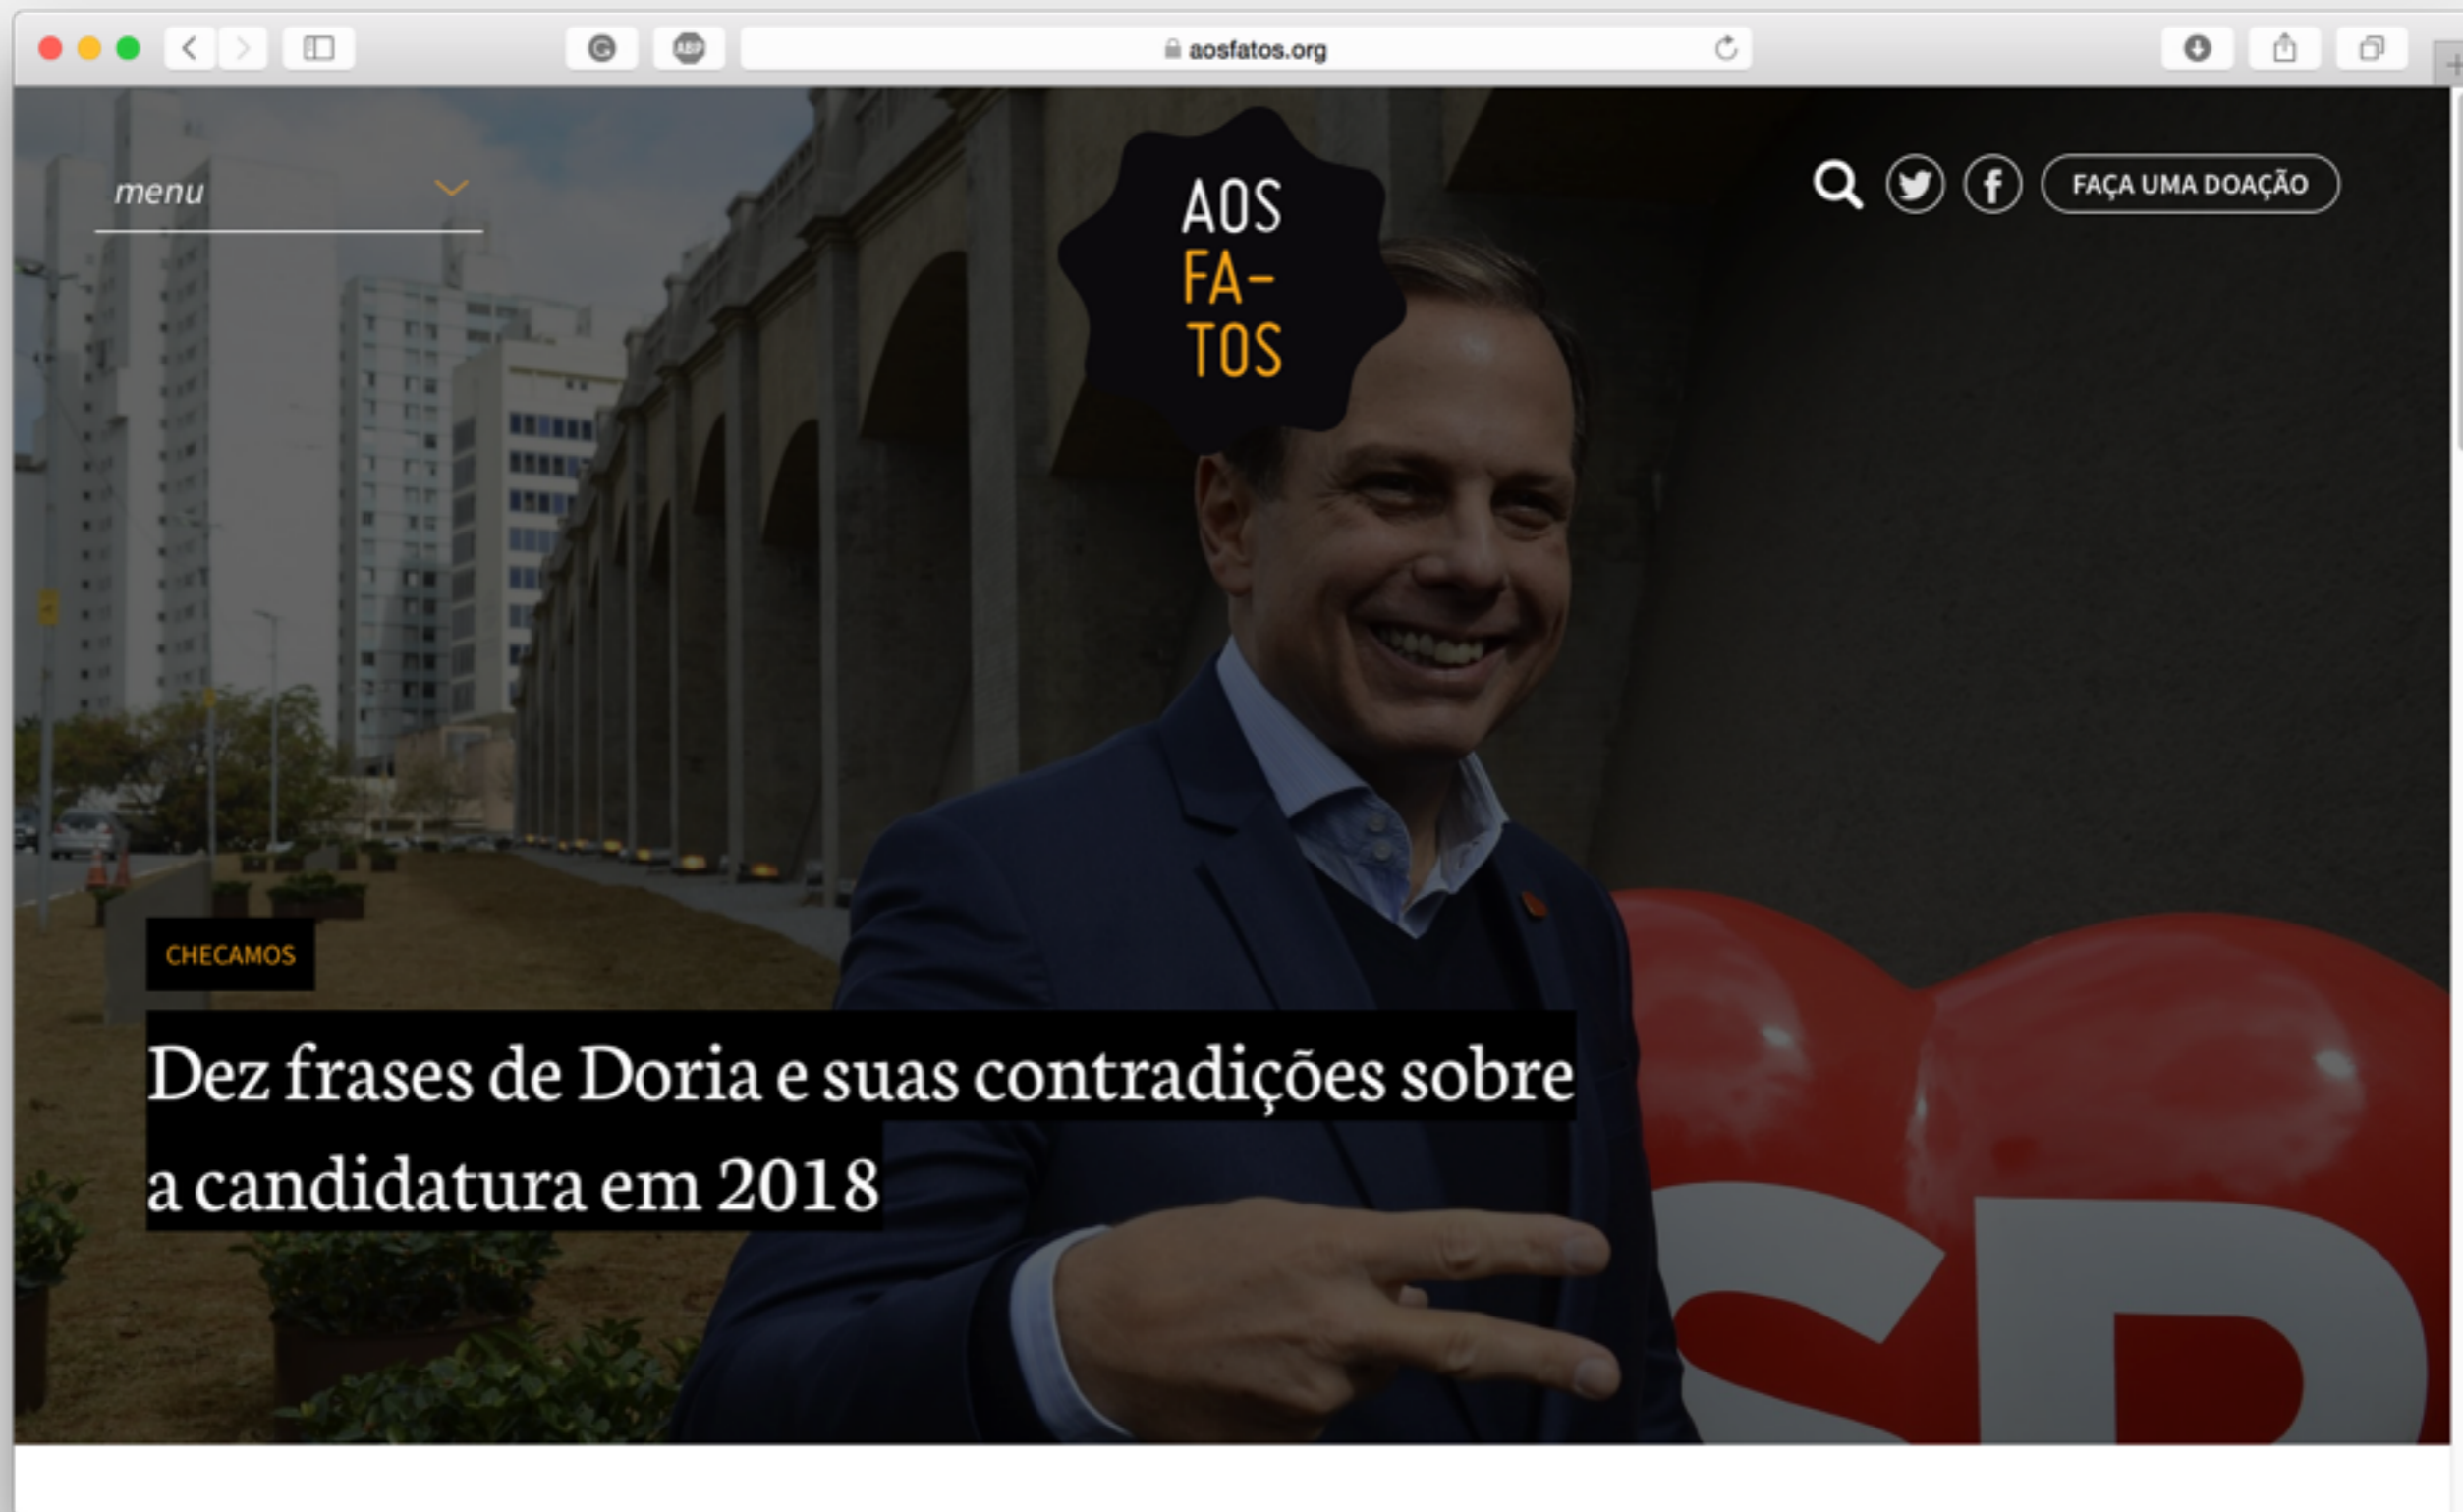 aosfatos.org
ABP
menu
AOS
FA-
TOS
FAÇA UMA DOAÇÃO
CHECAMOS
Dez frases de Doria e suas contradições sobre
a candidatura em 2018
SP